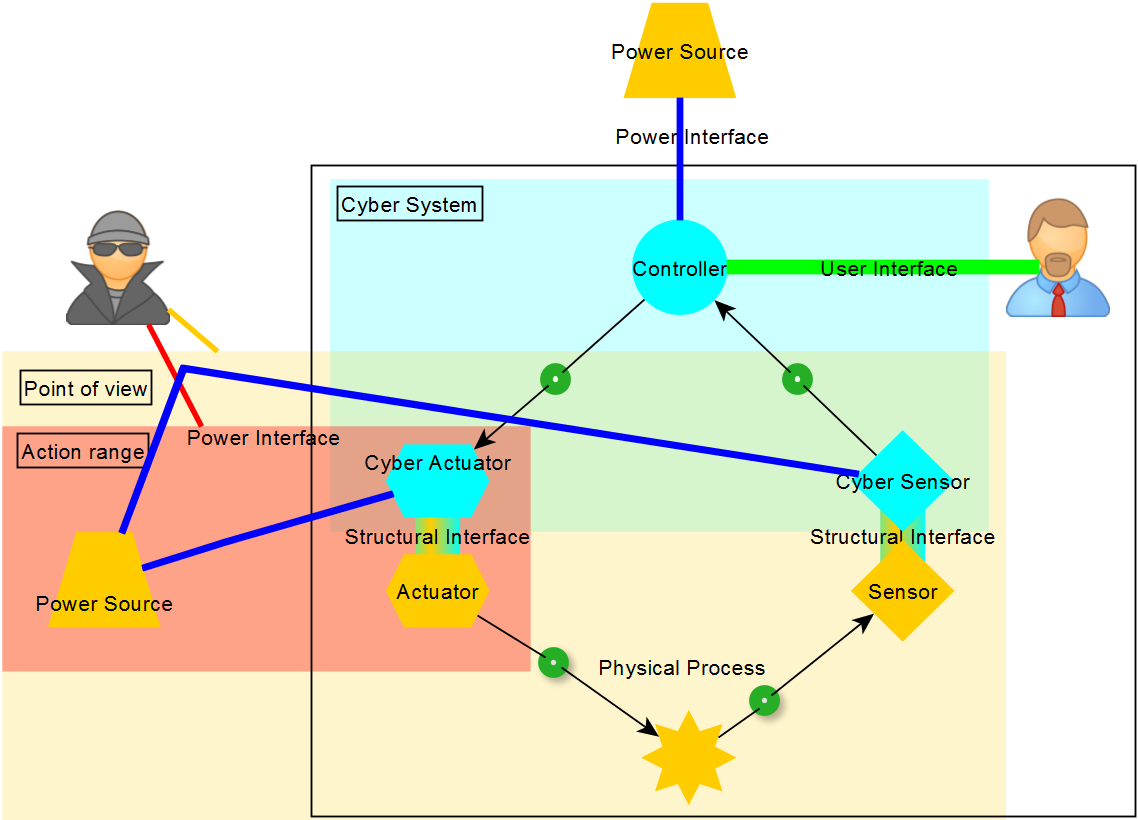 Power Source
Power Interface
Cyber System
Controller
User Interface
Point of view
Power Interface
Action range
Cyber Actuator
Cyber Sensor
Structural Interface
Structural Interface
Actuator
Sensor
Power Source
Physical Process